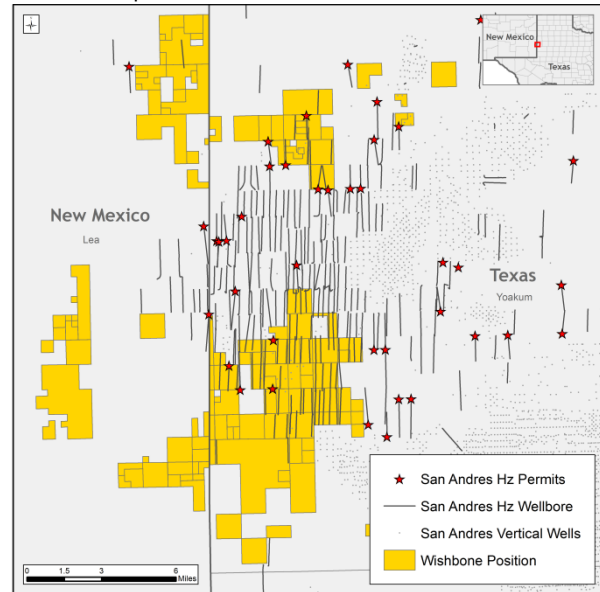 New Mexico
Texas
New Mexico
Lea
Texas
Yoakum
San Andres Hz Permits
San Andres Hz Wellbore
San Andres Vertical Wells
Wishbone Position
0 1.5 3 6
Miles